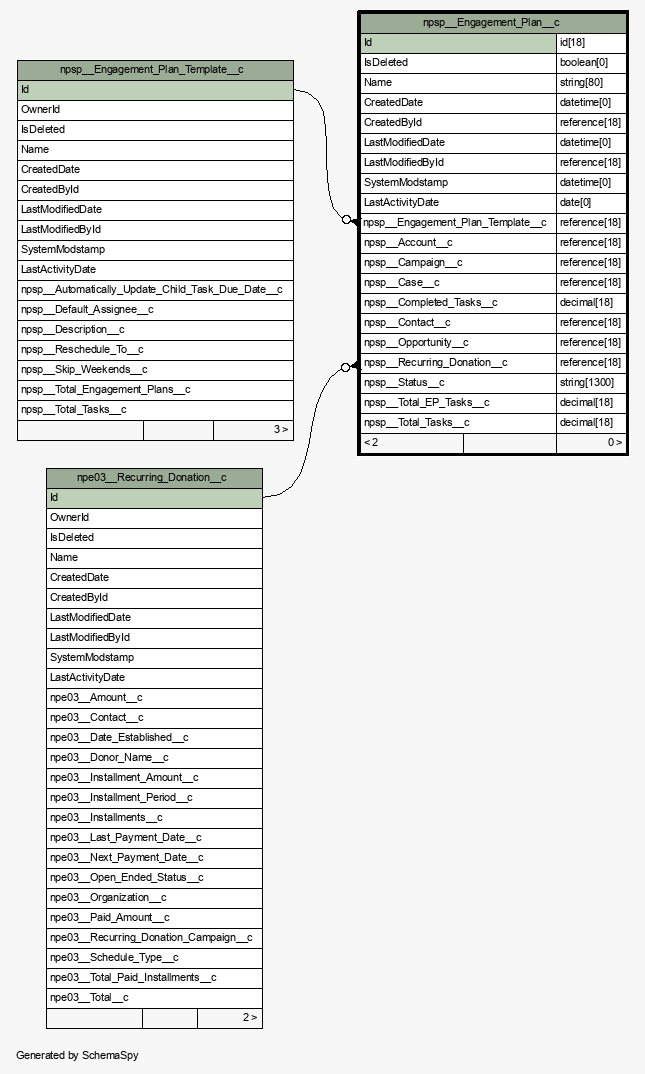 npsp__Engagement_Plan_Template__c
Id
OwnerId
IsDeleted
Name
CreatedDate
CreatedById
LastModifiedDate
LastModifiedById
SystemModstamp
LastActivityDate
npsp__Automatically_Update_Child_Task_Due_Date__c
npsp__Default_Assignee__c
npsp__Description__c
npsp__Reschedule_To__c
npsp__Skip_Weekends__c
npsp__Total_Engagement_Plans__c
npsp__Total_Tasks__c
3 >
npsp__Engagement_Plan__c
Id id[18]
IsDeleted boolean[0]
Name string[80]
CreatedDate datetime[0]
CreatedById reference[18]
LastModifiedDate datetime[0]
LastModifiedById reference[18]
SystemModstamp datetime[0]
LastActivityDate date[0]
npsp__Engagement_Plan_Template__c reference[18]
npsp__Account__c reference[18]
npsp__Campaign__c reference[18]
npsp__Case__c reference[18]
npsp__Completed_Tasks__c decimal[18]
npsp__Contact__c reference[18]
npsp__Opportunity__c reference[18]
npsp__Recurring_Donation__c reference[18]
npsp__Status__c string[1300]
npsp__Total_EP_Tasks__c decimal[18]
npsp__Total_Tasks__c decimal[18]
< 2 0 >
npe03__Recurring_Donation__c
Id
OwnerId
IsDeleted
Name
CreatedDate
CreatedById
LastModifiedDate
LastModifiedById
SystemModstamp
LastActivityDate
npe03__Amount__c
npe03__Contact__c
npe03__Date_Established__c
npe03__Donor_Name__c
npe03__Installment_Amount__c
npe03__Installment_Period__c
npe03__Installments__c
npe03__Last_Payment_Date__c
npe03__Next_Payment_Date__c
npe03__Open_Ended_Status__c
npe03__Organization__c
npe03__Paid_Amount__c
npe03__Recurring_Donation_Campaign__c
npe03__Schedule_Type__c
npe03__Total_Paid_Installments__c
npe03__Total__c
2 >
Generated by SchemaSpy